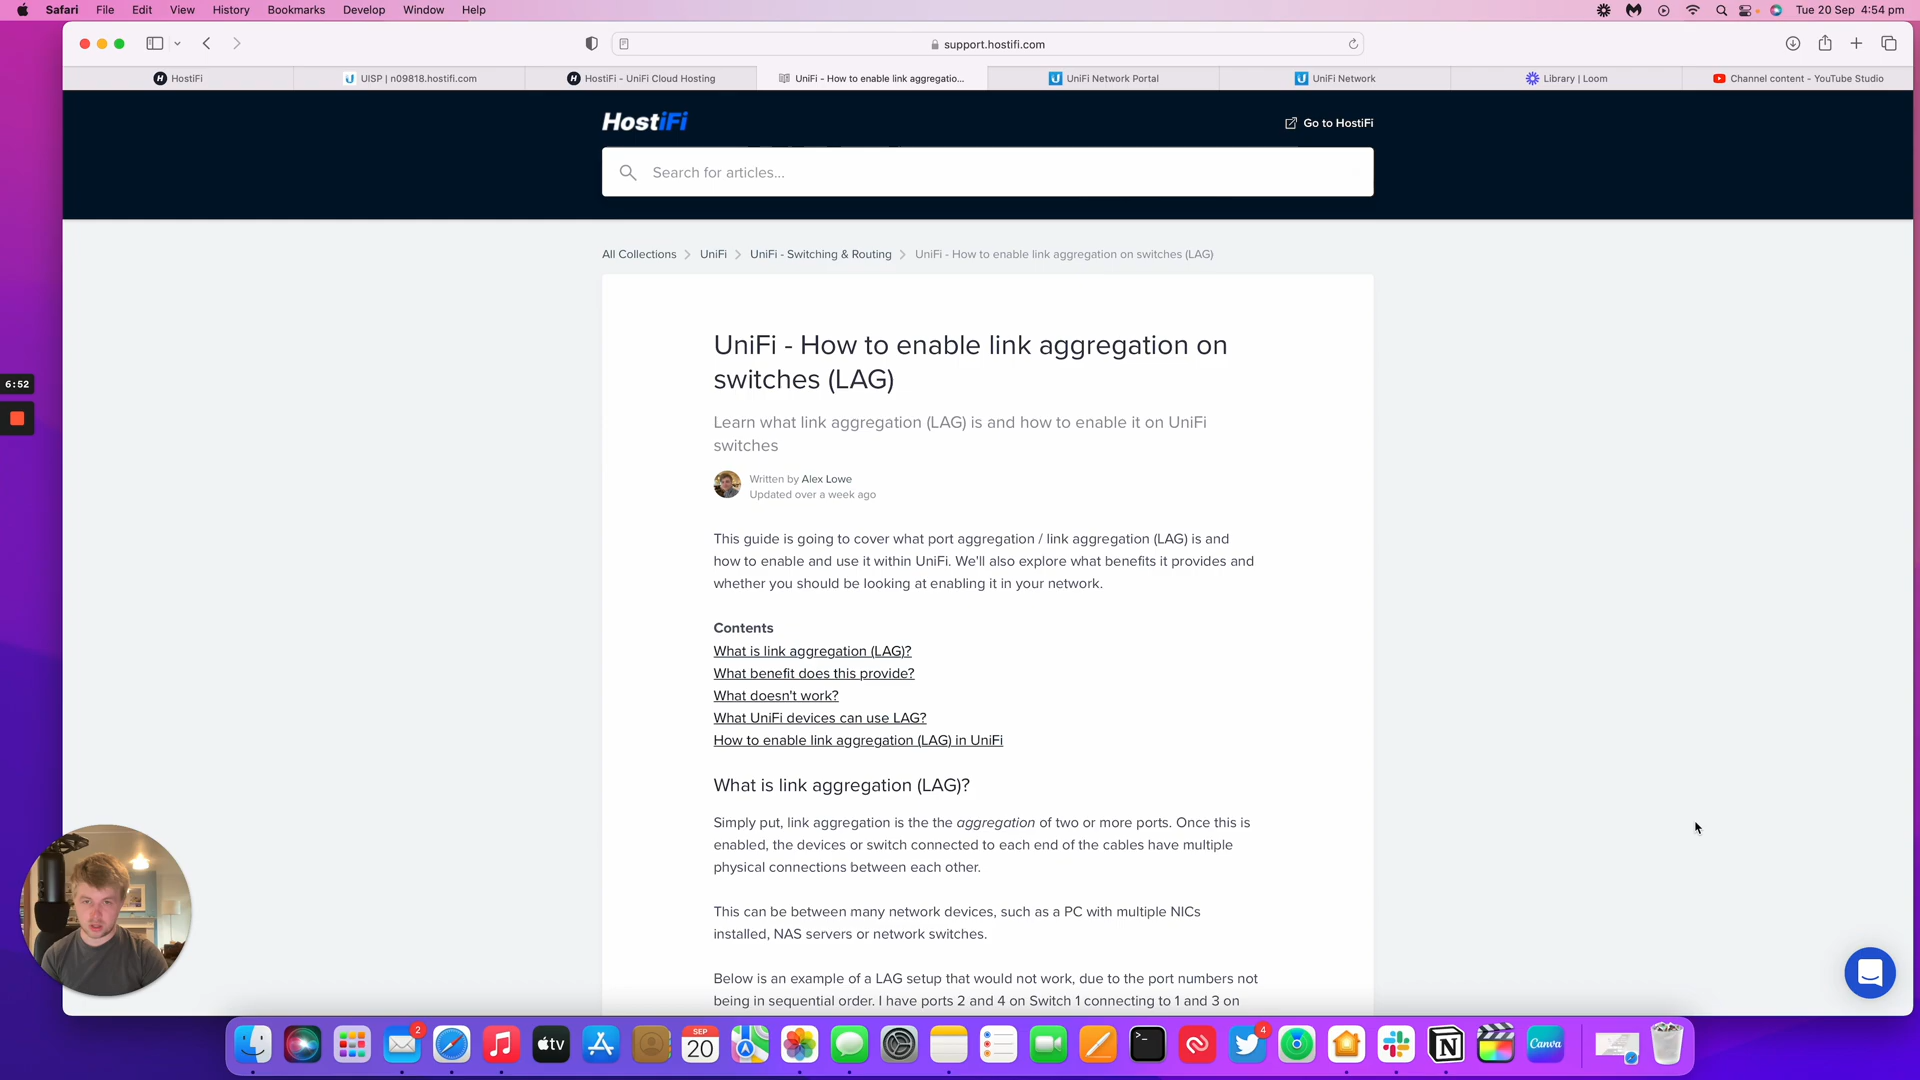 Safari File Edit View History Bookmarks Develop Window Help Tue 20 Sep 4:54 pm
support.hostifi.com
HostiFi
UISP | n09818.hostifi.com
HostiFi - UniFi Cloud Hosting
UniFi - How to enable link aggregatio...
UniFi Network Portal
UniFi Network
Library | Loom
Channel content - YouTube Studio
HostiFi
Go to HostiFi
Search for articles...
All Collections > UniFi > UniFi - Switching & Routing > UniFi - How to enable link aggregation on switches (LAG)
UniFi - How to enable link aggregation on
switches (LAG)
6:52
Learn what link aggregation (LAG) is and how to enable it on UniFi
switches
Written by Alex Lowe
Updated over a week ago
This guide is going to cover what port aggregation / link aggregation (LAG) is and
how to enable and use it within UniFi. We'll also explore what benefits it provides and
whether you should be looking at enabling it in your network.
Contents
What is link aggregation (LAG)?
What benefit does this provide?
What doesn't work?
What UniFi devices can use LAG?
How to enable link aggregation (LAG) in UniFi
What is link aggregation (LAG)?
Simply put, link aggregation is the the aggregation of two or more ports. Once this is
enabled, the devices or switch connected to each end of the cables have multiple
physical connections between each other.
This can be between many network devices, such as a PC with multiple NICs
installed, NAS servers or network switches.
Below is an example of a LAG setup that would not work, due to the port numbers not
being in sequential order. I have ports 2 and 4 on Switch 1 connecting to 1 and 3 on
2
tv
SEP
20
4
Canva